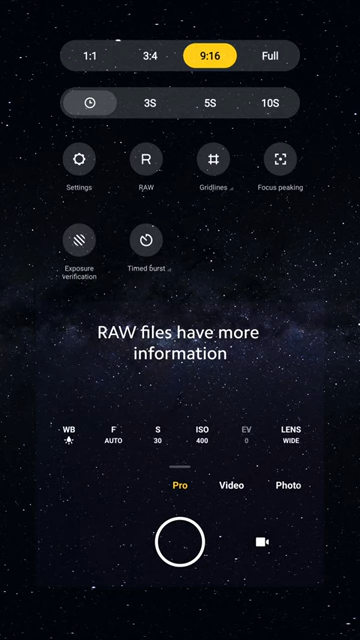 1:1 3:4 9:16 Full
3S 5S 10S
Settings RAW Gridlines Focus peaking
Exposure Timed burst
verification
RAW files have more
information
WB F S ISO EV LENS
AUTO 30 400 0 WIDE
Pro Video Photo